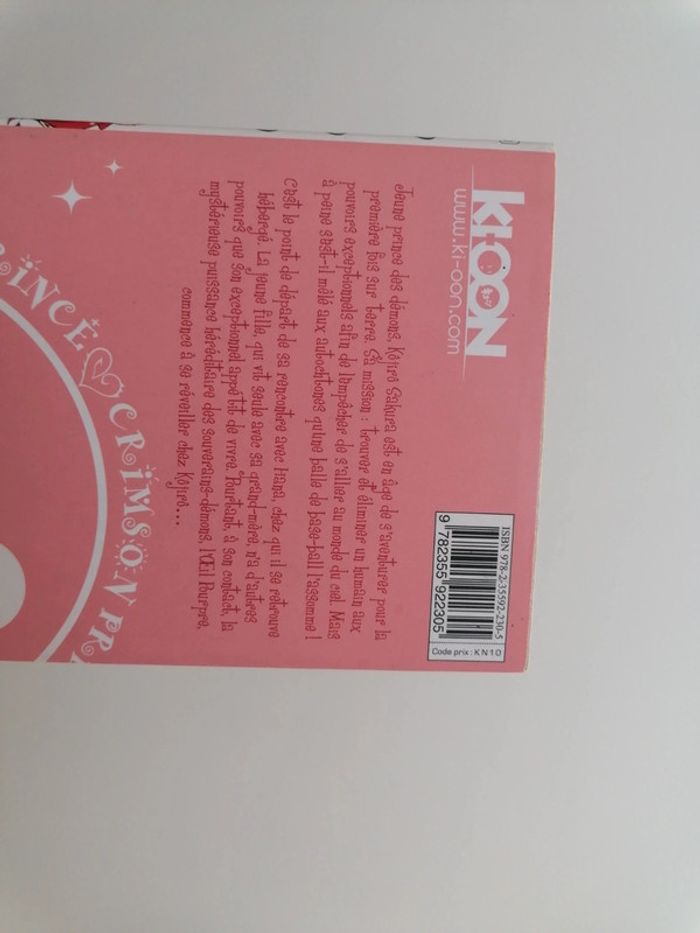 KI-OON
www.ki-oon.com
Jeune prince des démons, Kôjirô Sakura est en âge de s'aventurer pour la
première fois sur terre. Sa mission : trouver et éliminer un humain aux
pouvoirs exceptionnels afin de l'empêcher de s'allier au monde du ciel. Mais
à peine s'est-il mêlé aux autochtones qu'une balle de base-ball l'assomme !
C'est le point de départ de sa rencontre avec Hana, chez qui il se retrouve
hébergé. La jeune fille, qui vit seule avec sa grand-mère, n'a d'autres
pouvoirs que son exceptionnel appétit de vivre. Pourtant, à son contact, la
mystérieuse puissance héréditaire des souverains-démons, l'Œil Pourpre,
commence à se réveiller chez Kôjirô...
ISBN 978-2-35592-230-5
9 782355 922305
Code prix : KN10
RINCE ♡ CRIMSON PR